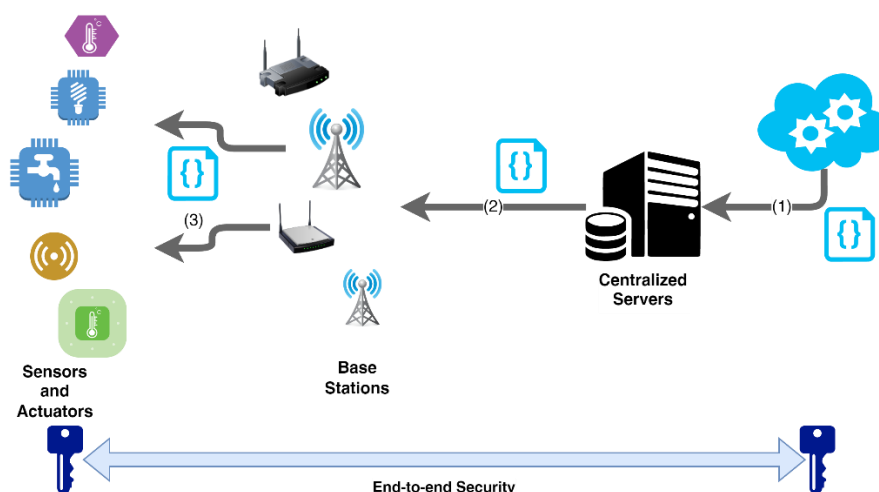 °C
{}
(3)
{}
(2)
(1)
{}
Centralized
Servers
°C
Base
Stations
Sensors
and
Actuators
End-to-end Security